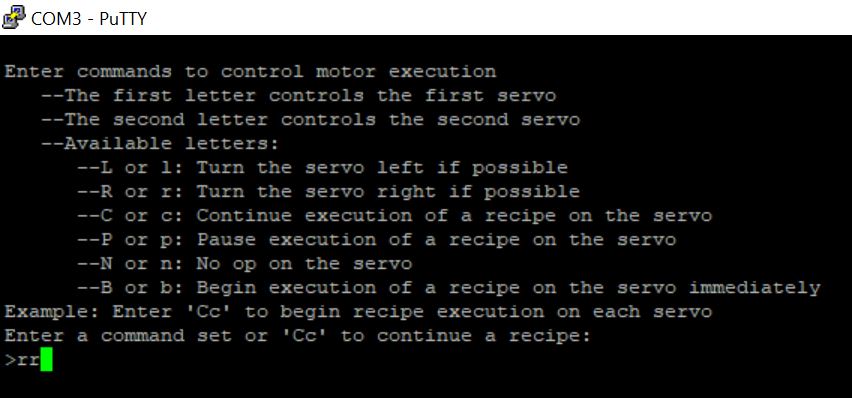 COM3 - PuTTY
Enter commands to control motor execution
--The first letter controls the first servo
--The second letter controls the second servo
--Available letters:
--L or l: Turn the servo left if possible
--R or r: Turn the servo right if possible
--C or c: Continue execution of a recipe on the servo
--P or p: Pause execution of a recipe on the servo
--N or n: No op on the servo
--B or b: Begin execution of a recipe on the servo immediately
Example: Enter 'Cc' to begin recipe execution on each servo
Enter a command set or 'Cc' to continue a recipe:
>rr